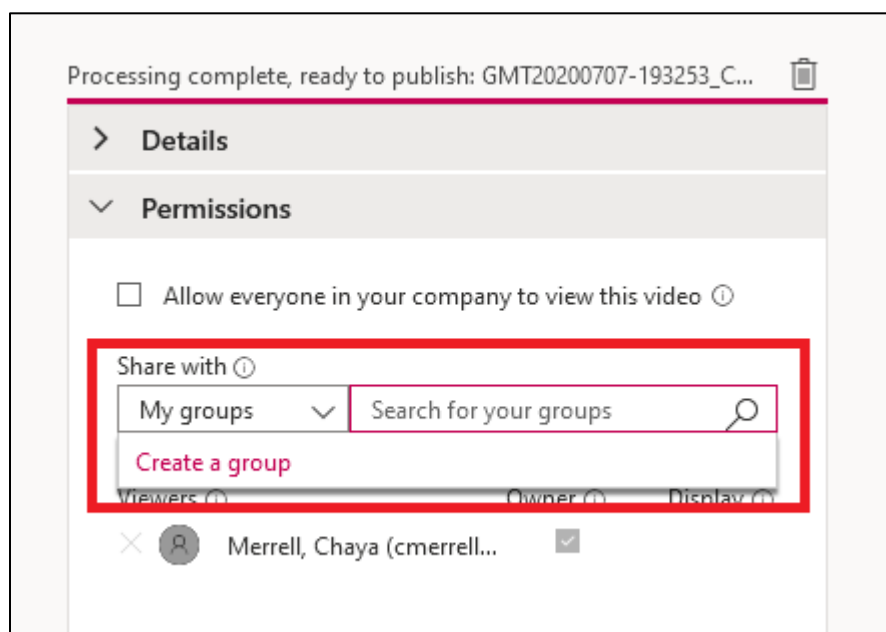 Processing complete, ready to publish: GMT20200707-193253_C...
Details
Permissions
Allow everyone in your company to view this video
Share with
My groups Search for your groups
Create a group
Viewers Owner Display
Merrell, Chaya (cmerrell...